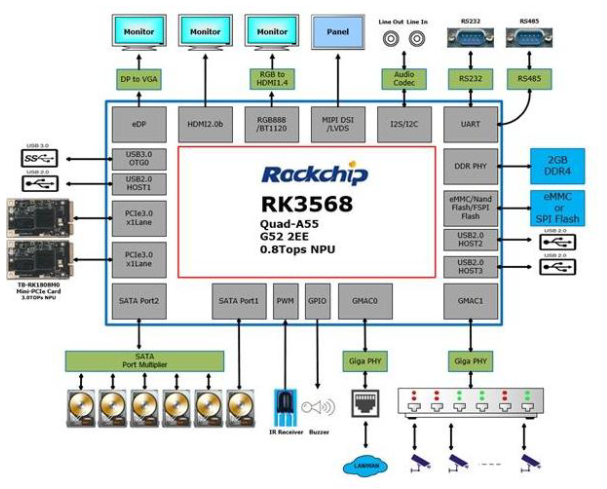 Monitor
Monitor
Monitor
Panel
Line Out Line In
RS232
RS485
DP to VGA
RGB to
HDMI1.4
Audio
Codec
RS232
RS485
eDP
HDMI2.0b
RGB888
/BT1120
MIPI DSI
/LVDS
I2S/I2C
UART
USB 3.0
SS
USB3.0
OTG0
USB 2.0
USB2.0
HOST1
PCIe3.0
x1Lane
PCIe3.0
x1Lane
TB-RK1808M0
Mini-PCIe Card
3.0TOPs NPU
Rockchip
RK3568
Quad-A55
G52 2EE
0.8Tops NPU
DDR PHY
2GB
DDR4
eMMC/Nand
Flash/FSPI
Flash
eMMC
or
SPI Flash
USB2.0
HOST2
USB 2.0
USB2.0
HOST3
USB 2.0
SATA Port2
SATA Port1
PWM
GPIO
GMAC0
GMAC1
SATA
Port Multiplier
Giga PHY
Giga PHY
IR Receiver
Buzzer
LAN/WAN